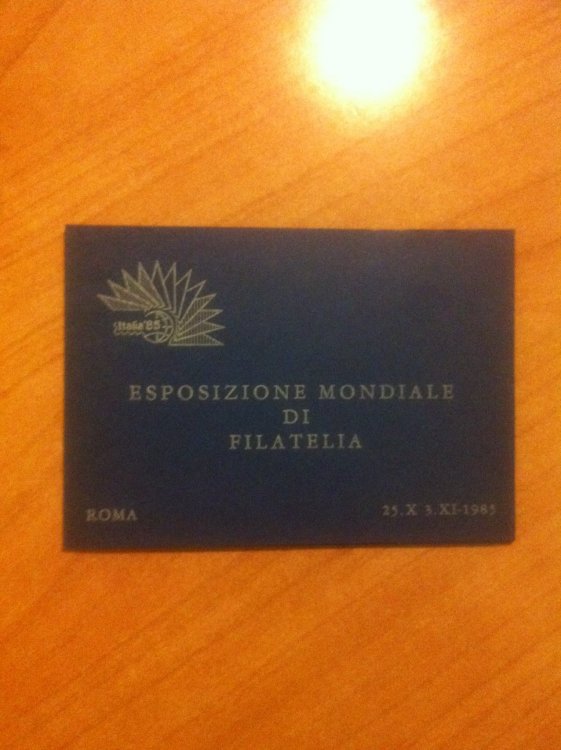 Italia '85
ESPOSIZIONE MONDIALE
DI
FILATELIA
ROMA
25.X 3.XI-1985